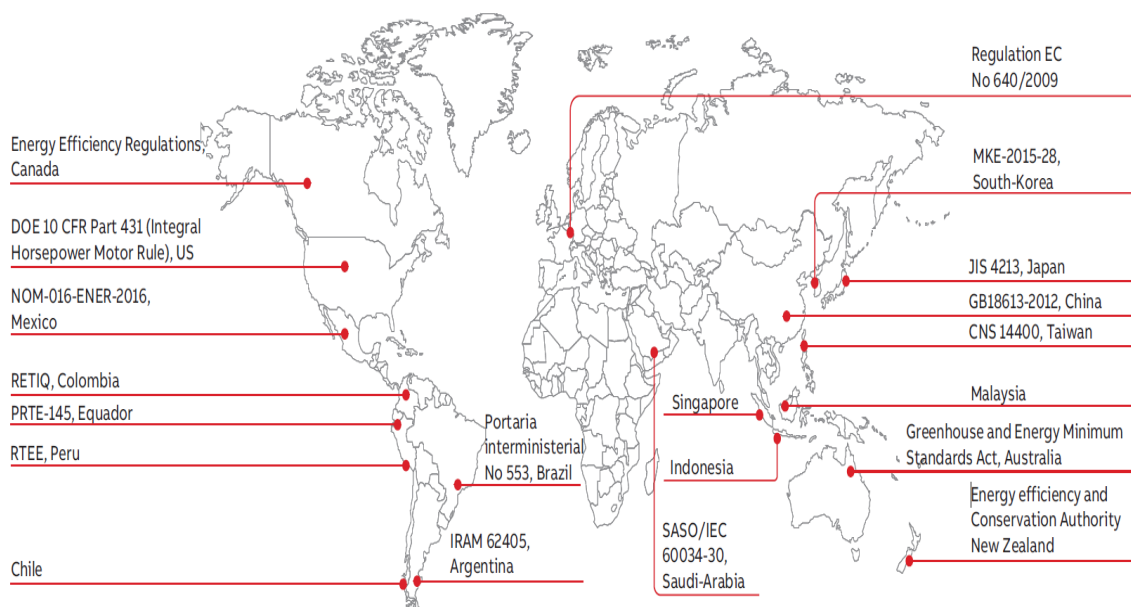 Energy Efficiency Regulations,
Canada
DOE 10 CFR Part 431 (Integral
Horsepower Motor Rule), US
NOM-016-ENER-2016,
Mexico
RETIQ, Colombia
PRTE-145, Equador
RTEE, Peru
Chile
Portaria
interministerial
No 553, Brazil
IRAM 62405,
Argentina
Regulation EC
No 640/2009
MKE-2015-28,
South-Korea
JIS 4213, Japan
GB18613-2012, China
CNS 14400, Taiwan
Singapore
Malaysia
Indonesia
Greenhouse and Energy Minimum
Standards Act, Australia
SASO/IEC
60034-30,
Saudi-Arabia
Energy efficiency and
Conservation Authority
New Zealand